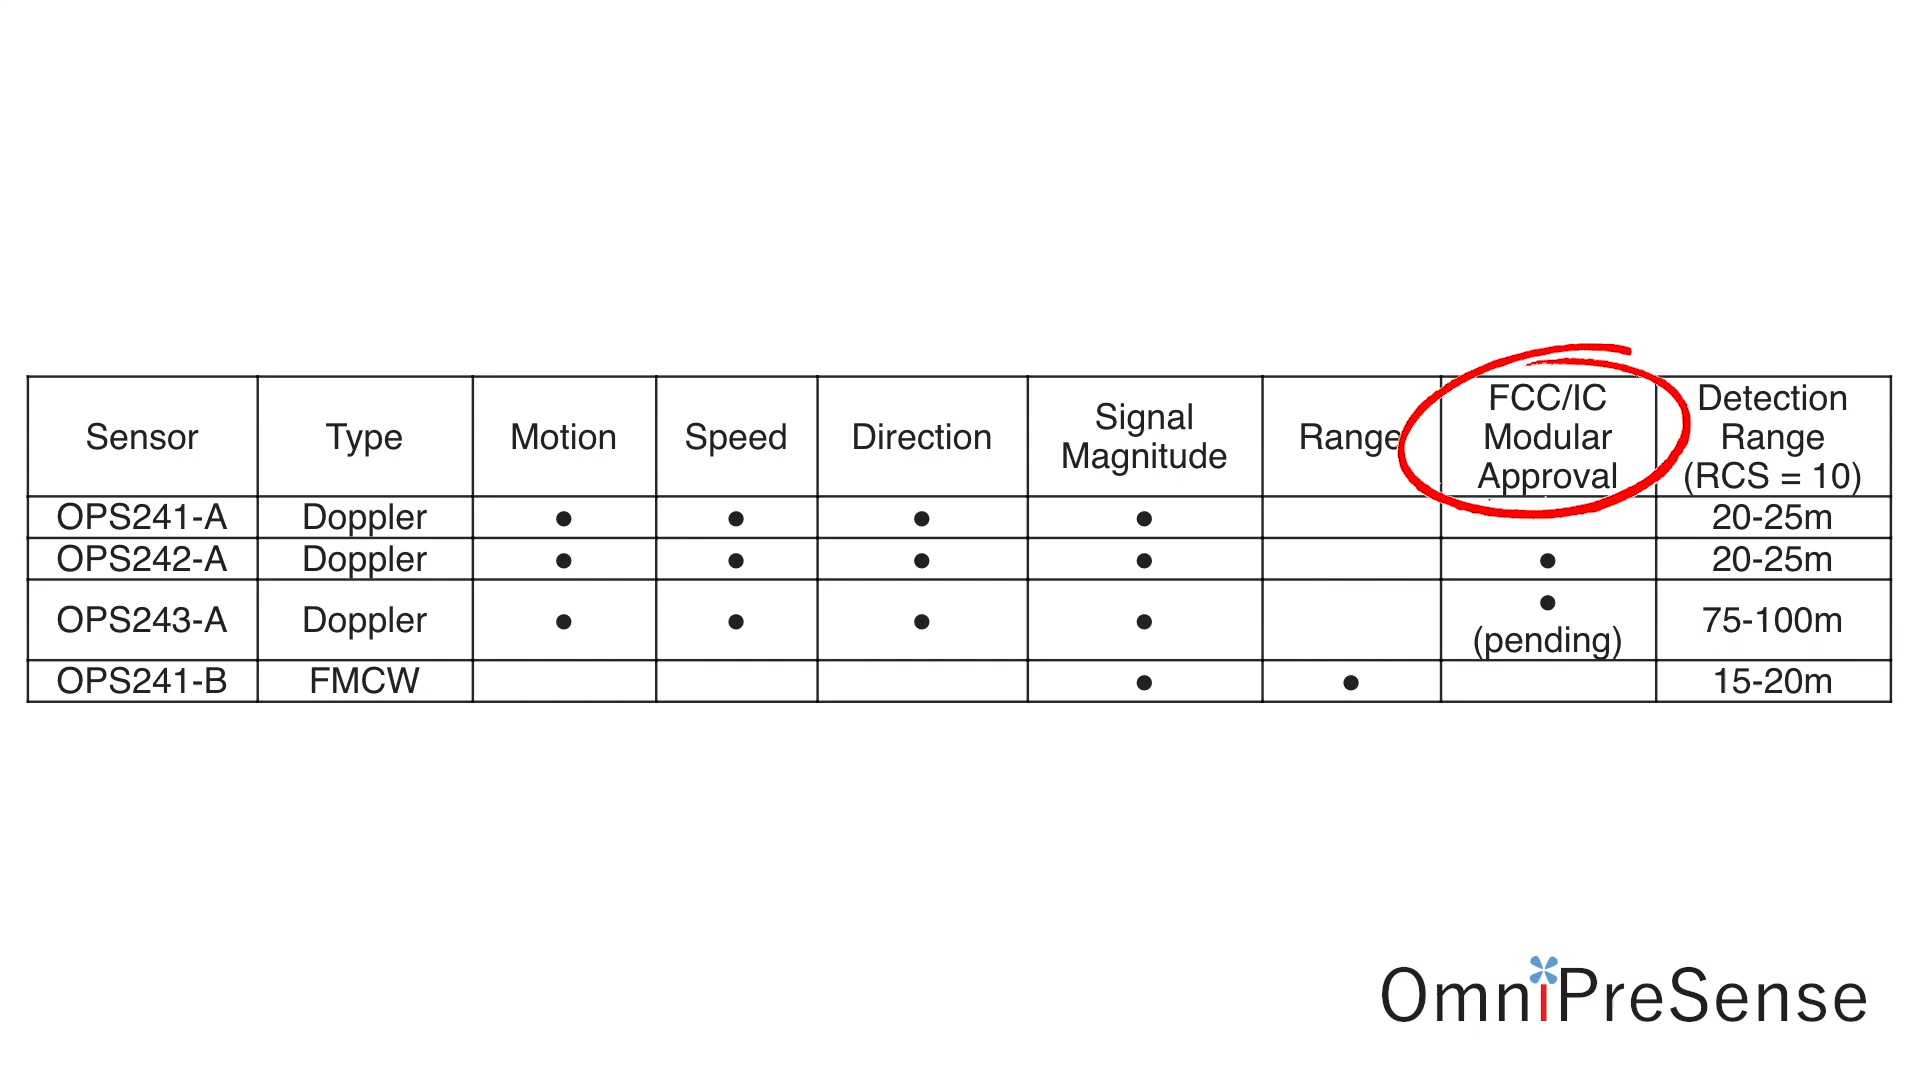 Sensor Type Motion Speed Direction Signal Magnitude Range FCC/IC Modular Approval Detection Range (RCS = 10)
OPS241-A Doppler ● ● ● ● 20-25m
OPS242-A Doppler ● ● ● ● ● 20-25m
OPS243-A Doppler ● ● ● ● ● (pending) 75-100m
OPS241-B FMCW ● ● 15-20m
OmniPreSense